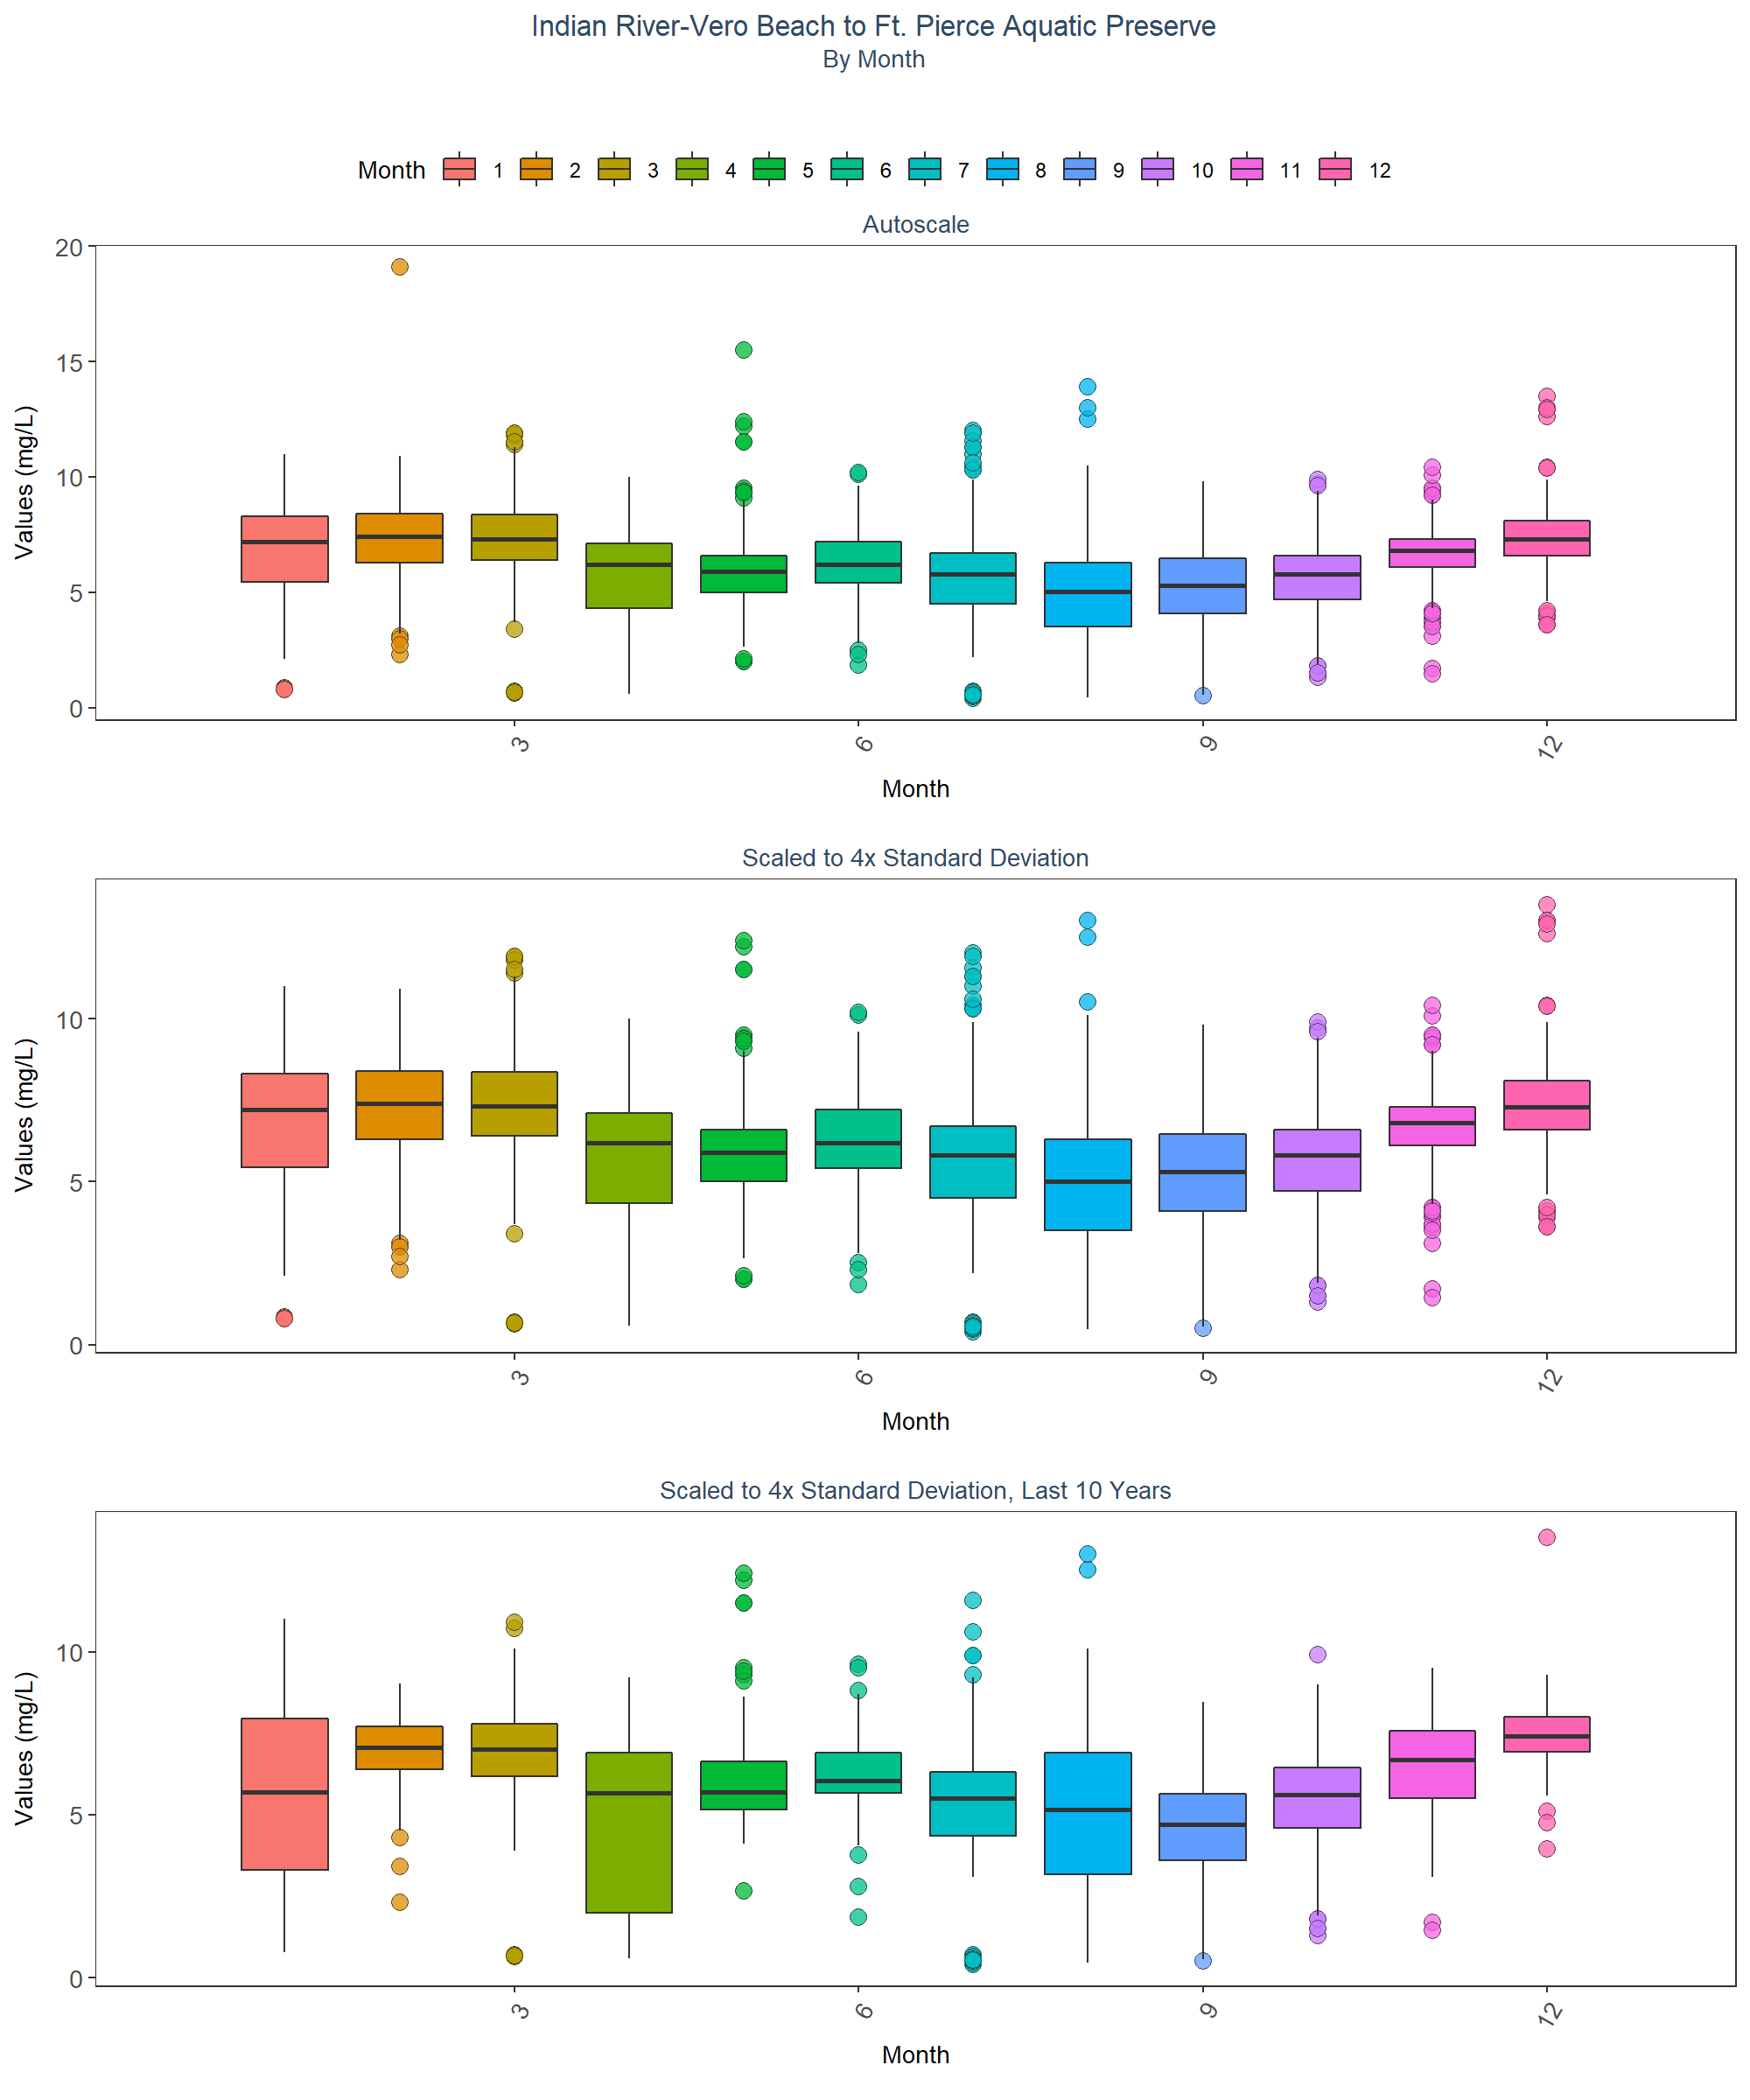 Indian River-Vero Beach to Ft. Pierce Aquatic Preserve
By Month
Month 1 2 3 4 5 6 7 8 9 10 11 12
Autoscale
Values (mg/L)
20
15
10
5
0
3 6 9 12
Month
Scaled to 4x Standard Deviation
Values (mg/L)
10
5
0
3 6 9 12
Month
Scaled to 4x Standard Deviation, Last 10 Years
Values (mg/L)
10
5
0
3 6 9 12
Month